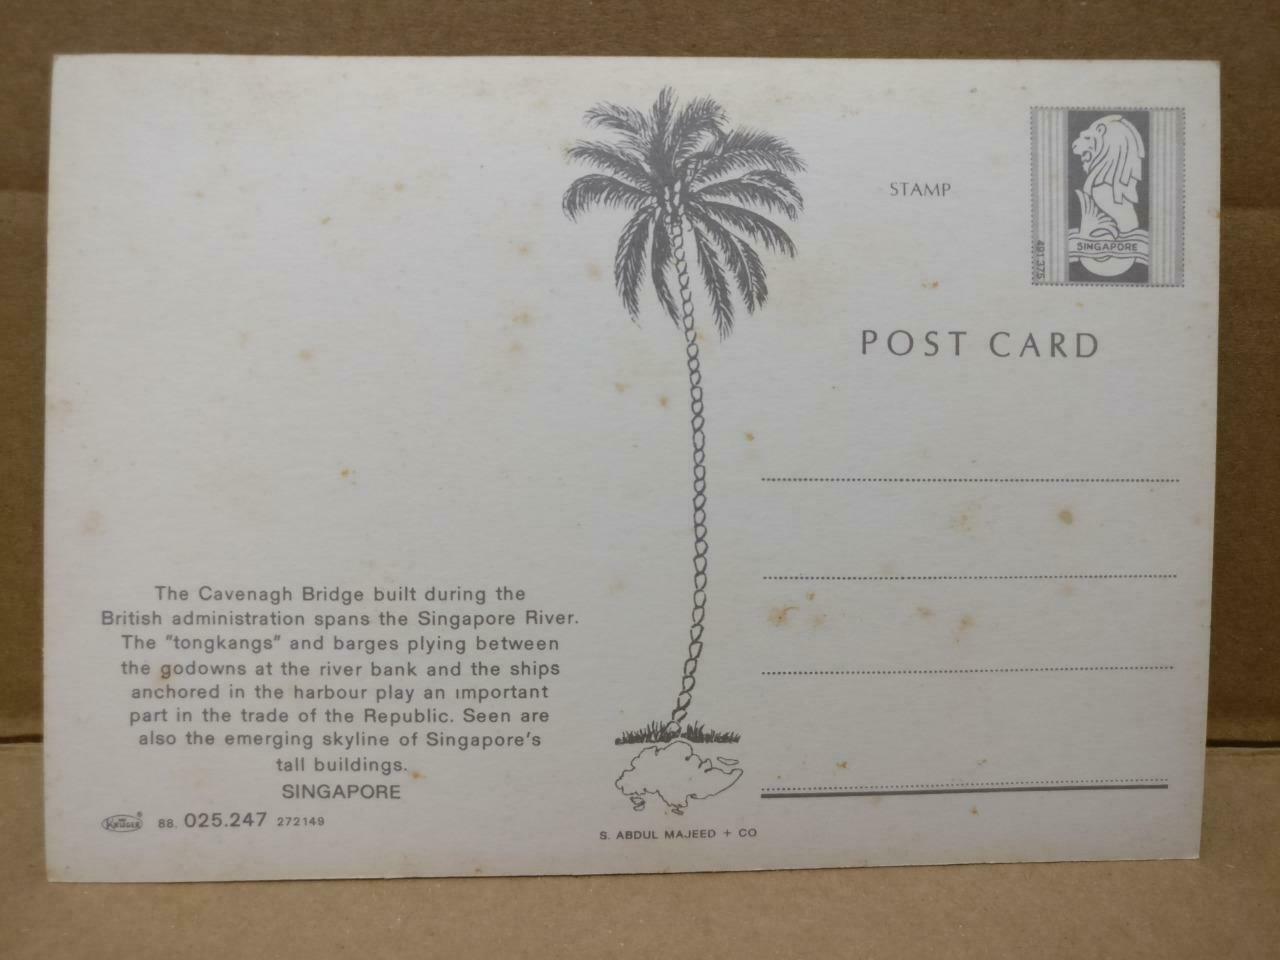 STAMP
SINGAPORE
491.375
POST CARD
The Cavenagh Bridge built during the
British administration spans the Singapore River.
The "tongkangs" and barges plying between
the godowns at the river bank and the ships
anchored in the harbour play an important
part in the trade of the Republic. Seen are
also the emerging skyline of Singapore's
tall buildings.
SINGAPORE
KRÜGER® 88. 025.247 272149
S. ABDUL MAJEED + CO